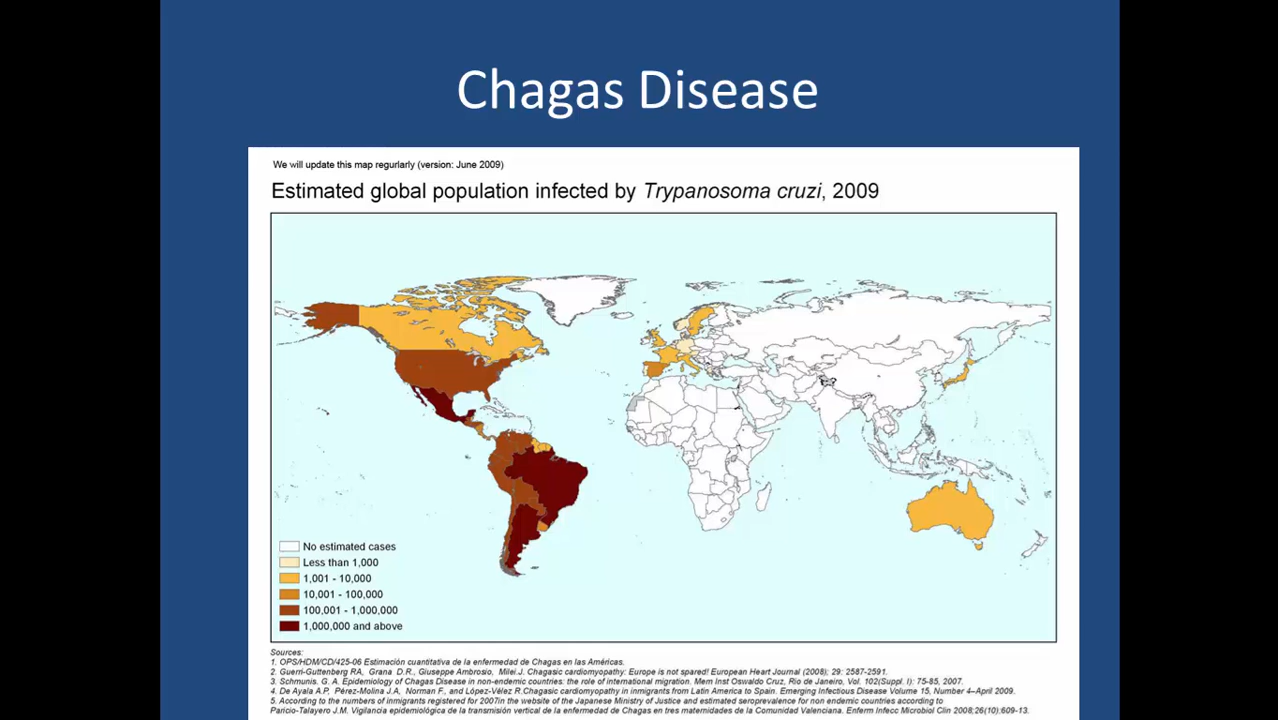 Chagas Disease
We will update this map regurlarly (version: June 2009)
Estimated global population infected by Trypanosoma cruzi, 2009
No estimated cases
Less than 1,000
1,001 - 10,000
10,001 - 100,000
100,001 - 1,000,000
1,000,000 and above
Sources:
1. OPS/HDM/CD/425-06 Estimación cuantitativa de la enfermedad de Chagas en las Américas.
2. Guerri-Guttenberg RA, Grana D.R., Giuseppe Ambrosio, Milei.J. Chagasic cardiomyopathy: Europe is not spared! European Heart Journal (2008); 29: 2587-2591.
3. Schmunis. G. A. Epidemiology of Chagas Disease in non-endemic countries: the role of international migration. Mem Inst Oswaldo Cruz, Rio de Janeiro, Vol. 102(Suppl. I): 75-85, 2007.
4. De Ayala A.P, Pérez-Molina J.A, Norman F., and López-Vélez R.Chagasic cardiomyopathy in inmigrants from Latin America to Spain. Emerging Infectious Disease Volume 15, Number 4–April 2009.
5. According to the numbers of inmigrants registered for 2007in the website of the Japanese Ministry of Justice and estimated seroprevalence for non endemic countries according to
Paricio-Talayero J.M. Vigilancia epidemiológica de la transmisión vertical de la enfermedad de Chagas en tres maternidades de la Comunidad Valenciana. Enferm Infecc Microbiol Clin 2008;26(10):609-13.